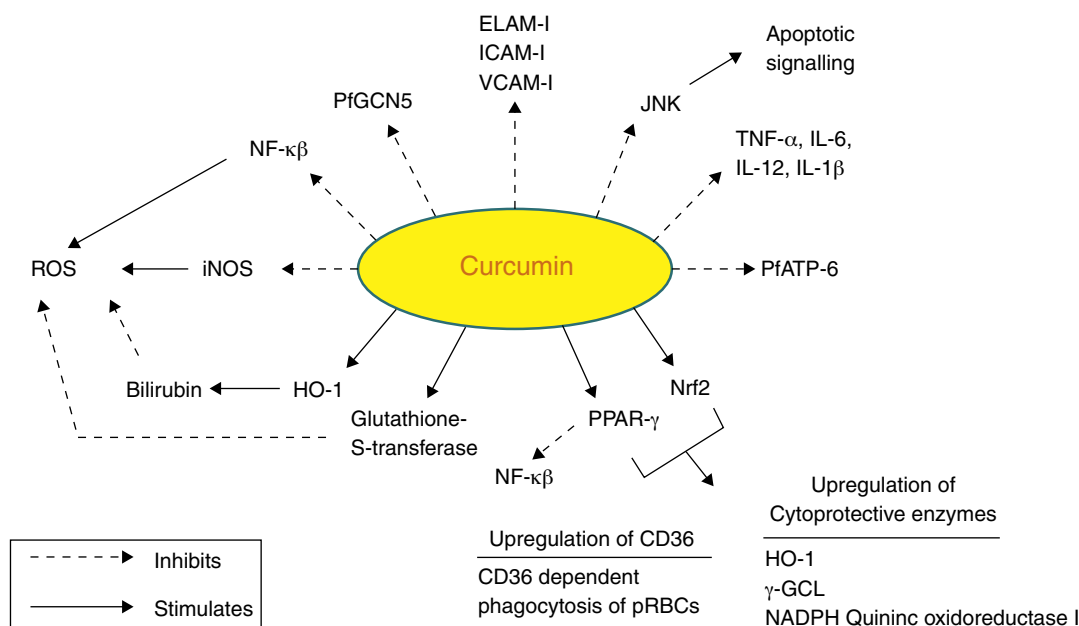 ELAM-I
ICAM-I
VCAM-I
Apoptotic
signalling
PfGCN5
JNK
NF-κβ
TNF-α, IL-6,
IL-12, IL-1β
ROS
iNOS
Curcumin
PfATP-6
Bilirubin
HO-1
Nrf2
Glutathione-
S-transferase
PPAR-γ
NF-κβ
Upregulation of
Cytoprotective enzymes
Upregulation of CD36
HO-1
CD36 dependent
γ-GCL
phagocytosis of pRBCs
NADPH Quininc oxidoreductase I
Inhibits
Stimulates